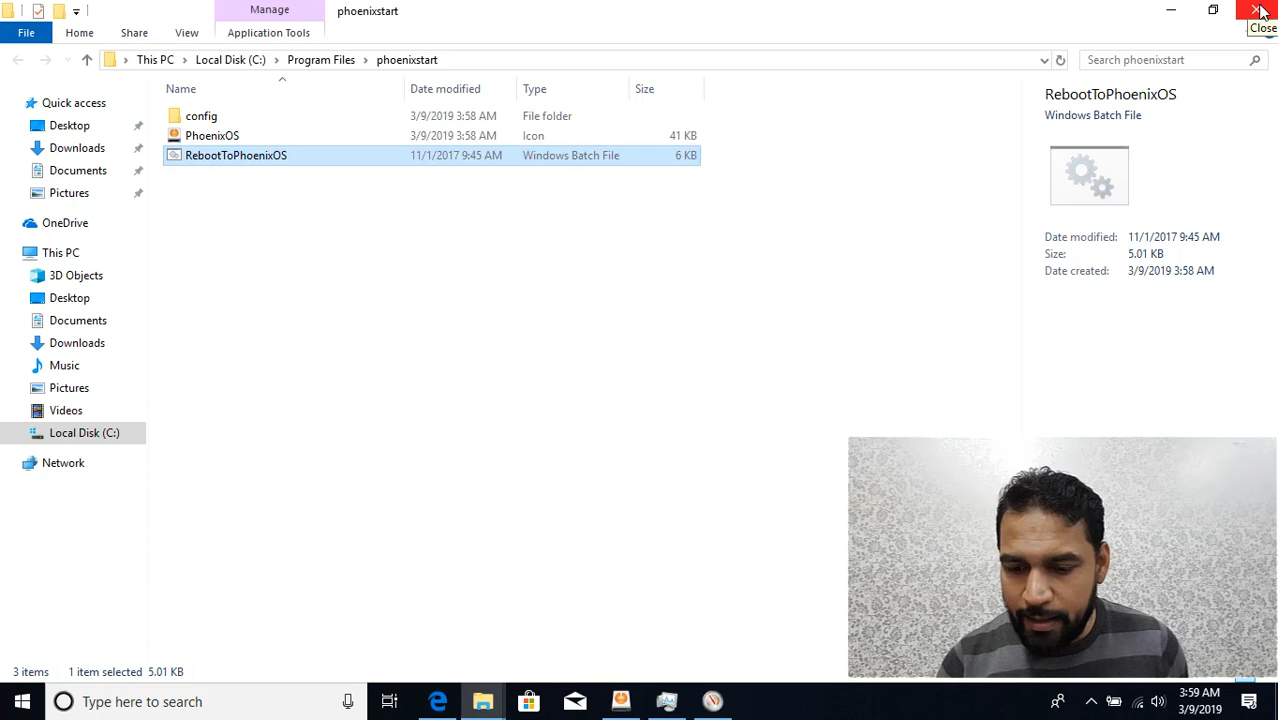 Manage
phoenixstart
Close
File
Home
Share
View
Application Tools
This PC
Local Disk (C:)
Program Files
phoenixstart
Search phoenixstart
Name
Date modified
Type
Size
config
3/9/2019 3:58 AM
File folder
PhoenixOS
3/9/2019 3:58 AM
Icon
41 KB
RebootToPhoenixOS
11/1/2017 9:45 AM
Windows Batch File
6 KB
Quick access
Desktop
Downloads
Documents
Pictures
OneDrive
This PC
3D Objects
Desktop
Documents
Downloads
Music
Pictures
Videos
Local Disk (C:)
Network
RebootToPhoenixOS
Windows Batch File
Date modified: 11/1/2017 9:45 AM
Size: 5.01 KB
Date created: 3/9/2019 3:58 AM
3 items
1 item selected 5.01 KB
Type here to search
3:59 AM
3/9/2019